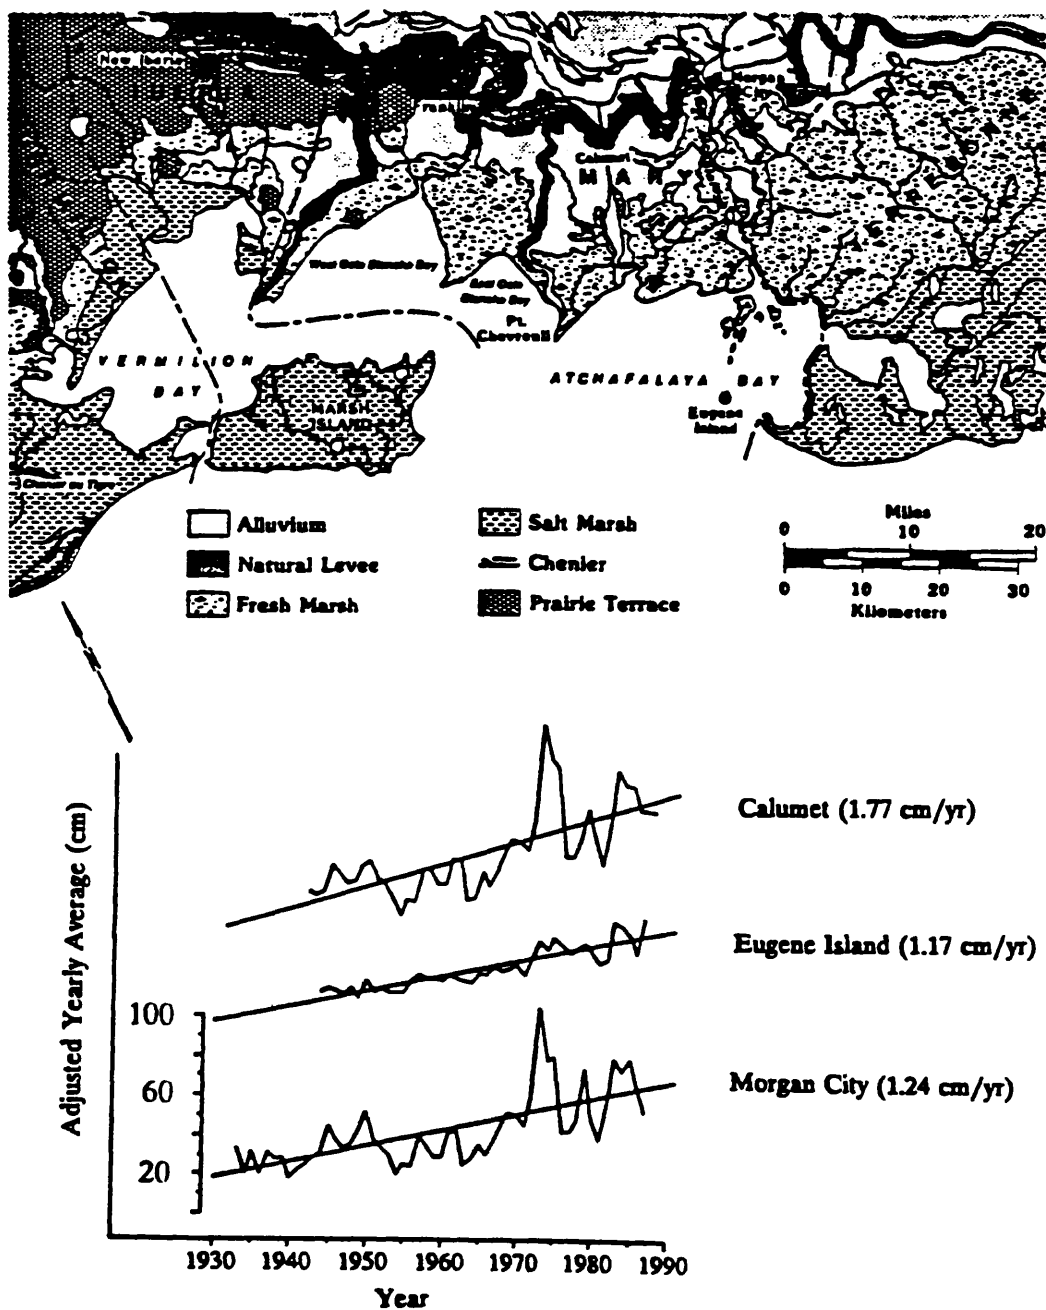 New Iberia
Morgan
City
Calumet
M A R Y
West Cote Blanche Bay
East Cote
Blanche Bay
Pt.
Chevreuil
V E R M I L I O N
B A Y
ATCHAFALAYA BAY
MARSH
ISLAND
Eugene
Island
Chenier au Tigre
Alluvium
Natural Levee
Fresh Marsh
Salt Marsh
Chenier
Prairie Terrace
Miles
0 10 20
0 10 20 30
Kilometers
Adjusted Yearly Average (cm)
100
60
20
Calumet (1.77 cm/yr)
Eugene Island (1.17 cm/yr)
Morgan City (1.24 cm/yr)
1930 1940 1950 1960 1970 1980 1990
Year